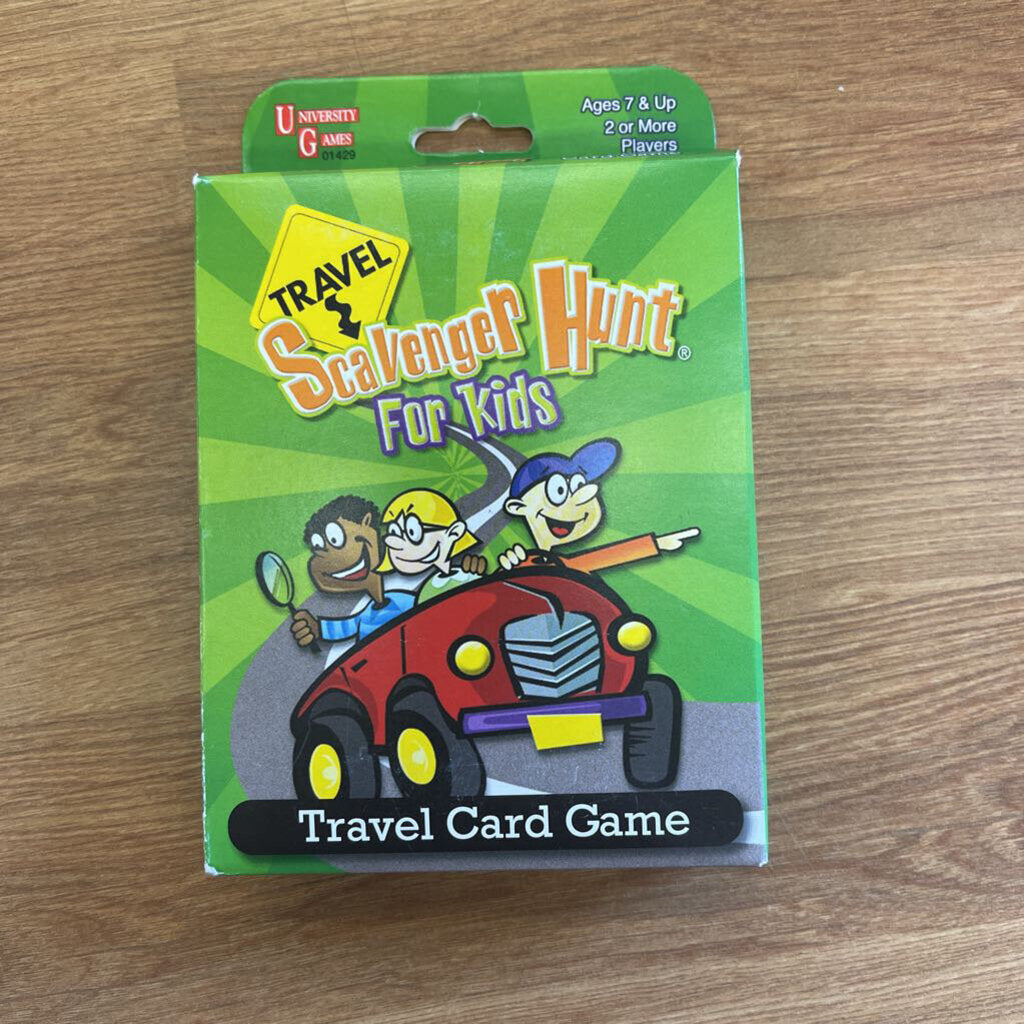 UNIVERSITY
GAMES
01429
Ages 7 & Up
2 or More
Players
TRAVEL
Scavenger Hunt®
For Kids
Travel Card Game